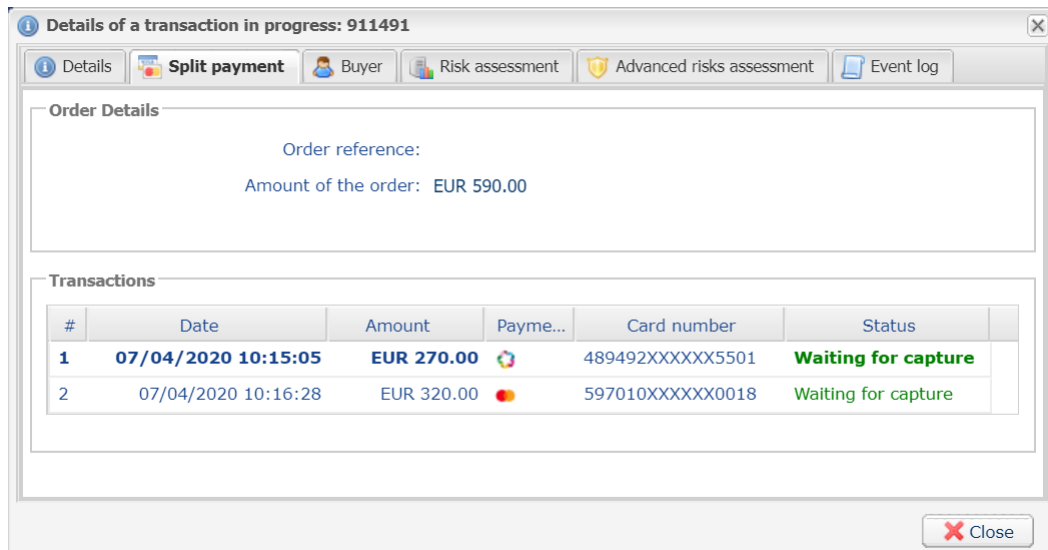 Details of a transaction in progress: 911491
Details Split payment Buyer Risk assessment Advanced risks assessment Event log
Order Details
Order reference:
Amount of the order: EUR 590.00
Transactions
# Date Amount Payme... Card number Status
1 07/04/2020 10:15:05 EUR 270.00 489492XXXXXX5501 Waiting for capture
2 07/04/2020 10:16:28 EUR 320.00 597010XXXXXX0018 Waiting for capture
Close